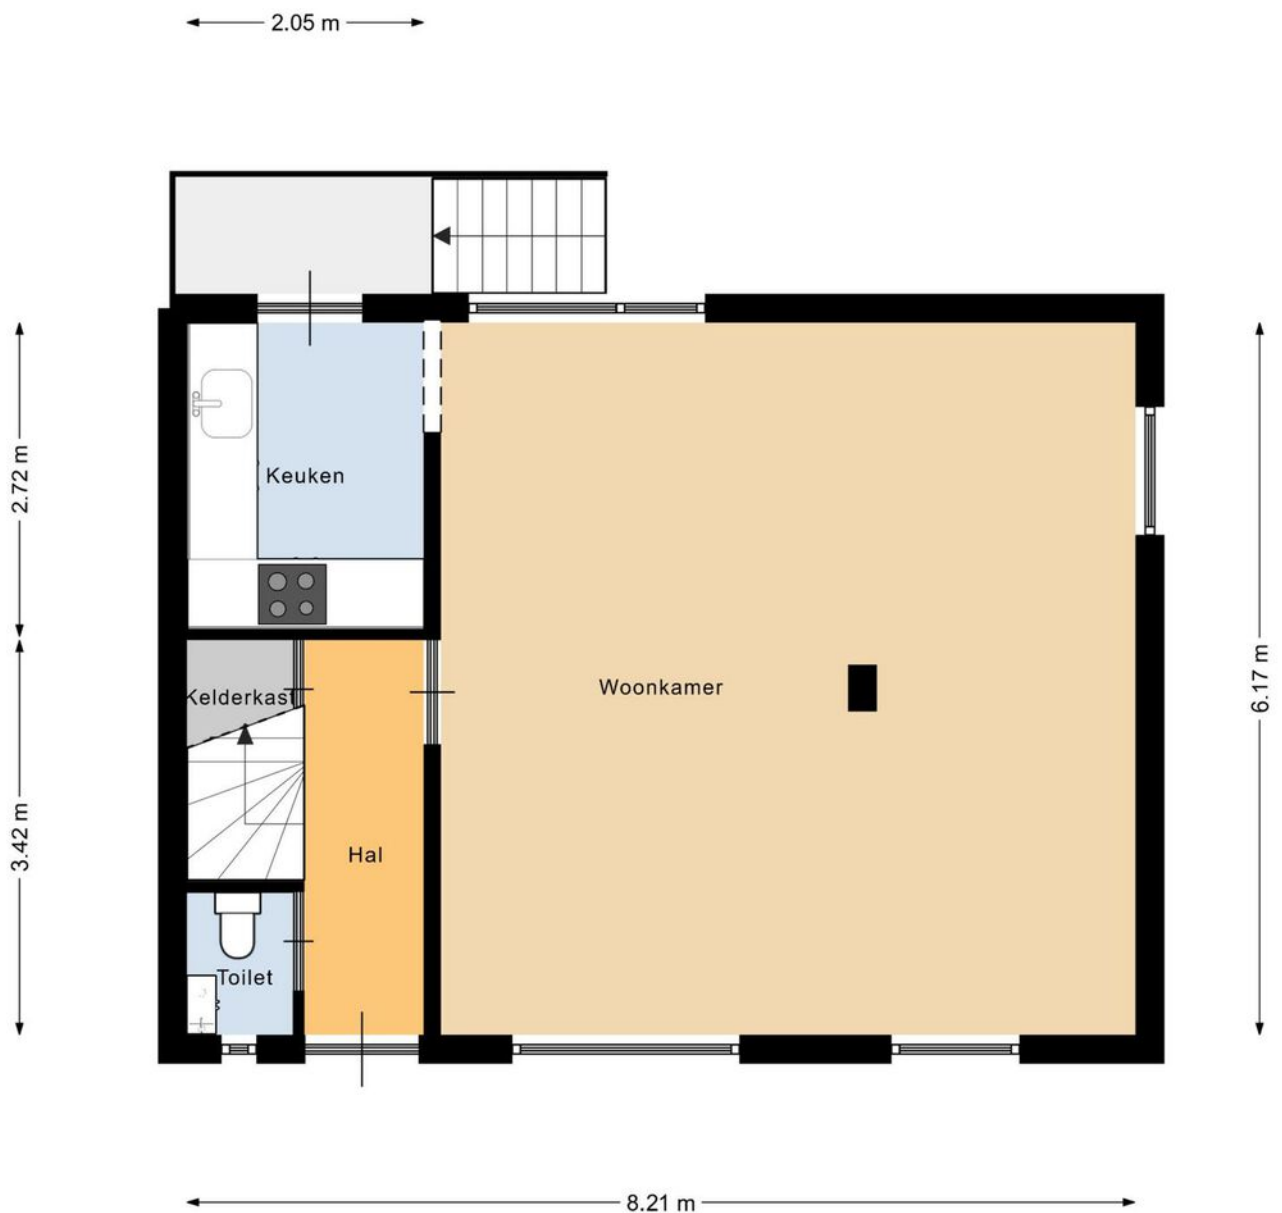 2.05 m
2.72 m
Keuken
6.17 m
Woonkamer
Kelderkast
3.42 m
Hal
Toilet
8.21 m